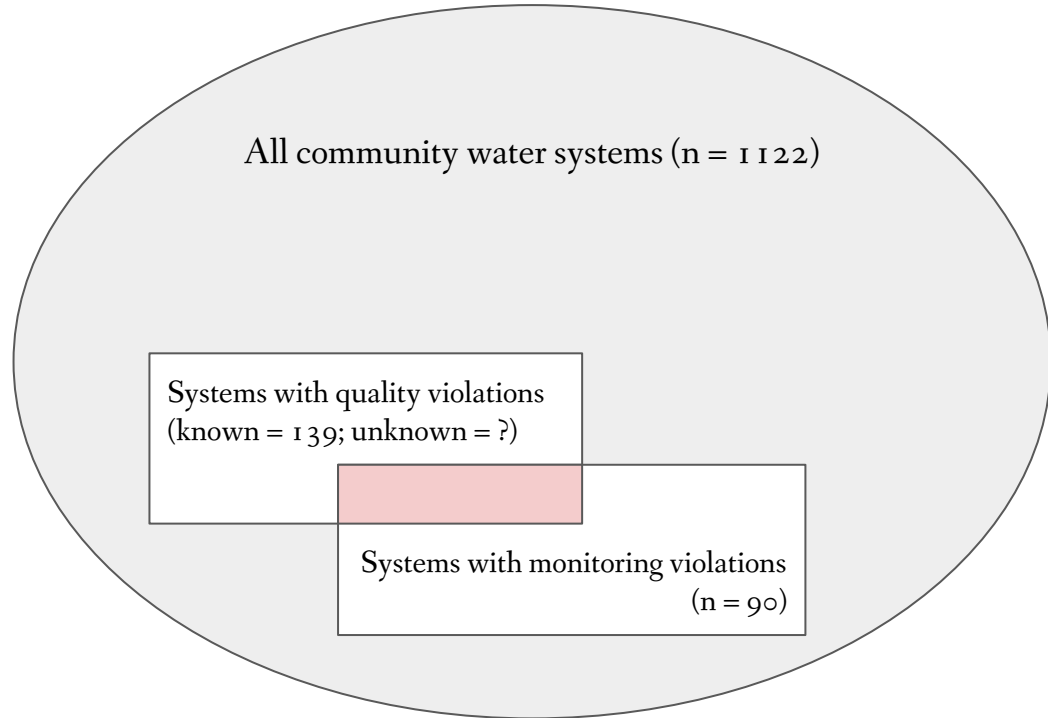 All community water systems (n = 1122)
Systems with quality violations
(known = 139; unknown = ?)
Systems with monitoring violations
(n = 90)